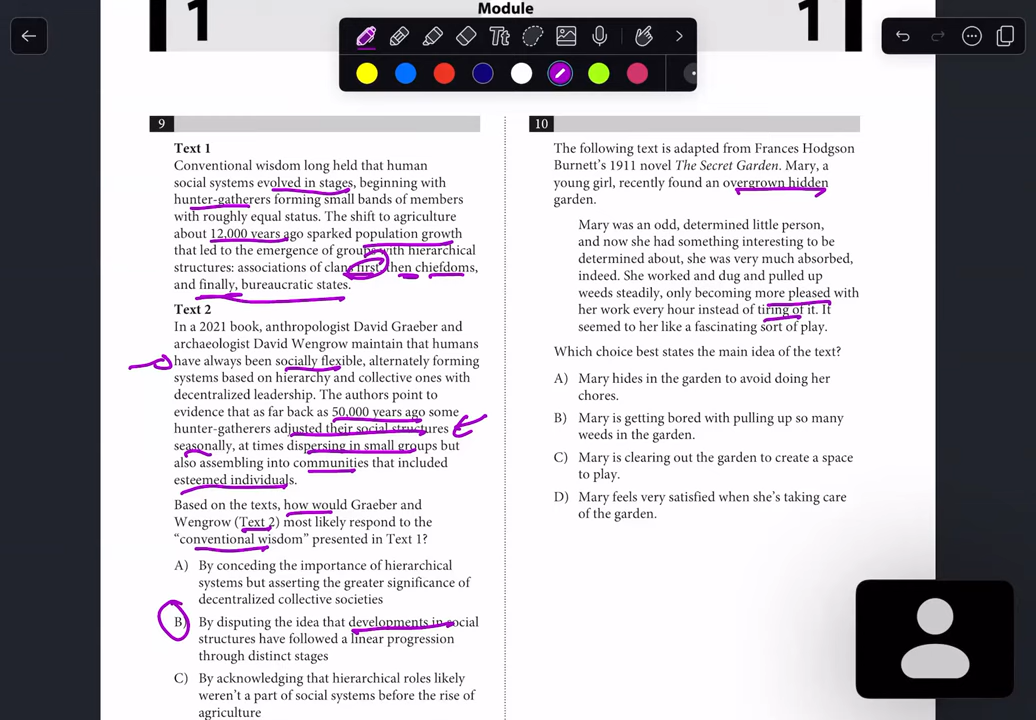 Module
1
11
Tt
9
Text 1
Conventional wisdom long held that human
social systems evolved in stages, beginning with
hunter-gatherers forming small bands of members
with roughly equal status. The shift to agriculture
about 12,000 years ago sparked population growth
that led to the emergence of groups with hierarchical
structures: associations of clans first, then chiefdoms,
and finally, bureaucratic states.
Text 2
In a 2021 book, anthropologist David Graeber and
archaeologist David Wengrow maintain that humans
have always been socially flexible, alternately forming
systems based on hierarchy and collective ones with
decentralized leadership. The authors point to
evidence that as far back as 50,000 years ago some
hunter-gatherers adjusted their social structures
seasonally, at times dispersing in small groups but
also assembling into communities that included
esteemed individuals.
Based on the texts, how would Graeber and
Wengrow (Text 2) most likely respond to the
“conventional wisdom” presented in Text 1?
A) By conceding the importance of hierarchical
systems but asserting the greater significance of
decentralized collective societies
B) By disputing the idea that developments in social
structures have followed a linear progression
through distinct stages
C) By acknowledging that hierarchical roles likely
weren’t a part of social systems before the rise of
agriculture
10
The following text is adapted from Frances Hodgson
Burnett’s 1911 novel The Secret Garden. Mary, a
young girl, recently found an overgrown hidden
garden.
Mary was an odd, determined little person,
and now she had something interesting to be
determined about, she was very much absorbed,
indeed. She worked and dug and pulled up
weeds steadily, only becoming more pleased with
her work every hour instead of tiring of it. It
seemed to her like a fascinating sort of play.
Which choice best states the main idea of the text?
A) Mary hides in the garden to avoid doing her
chores.
B) Mary is getting bored with pulling up so many
weeds in the garden.
C) Mary is clearing out the garden to create a space
to play.
D) Mary feels very satisfied when she’s taking care
of the garden.